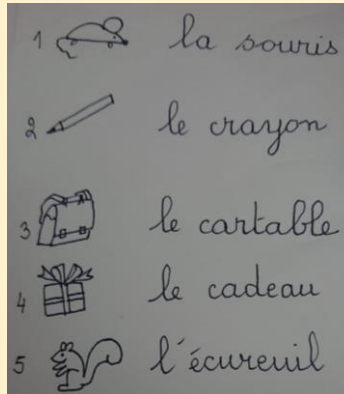 1 la souris
2 le crayon
3 le cartable
4 le cadeau
5 l'écureuil